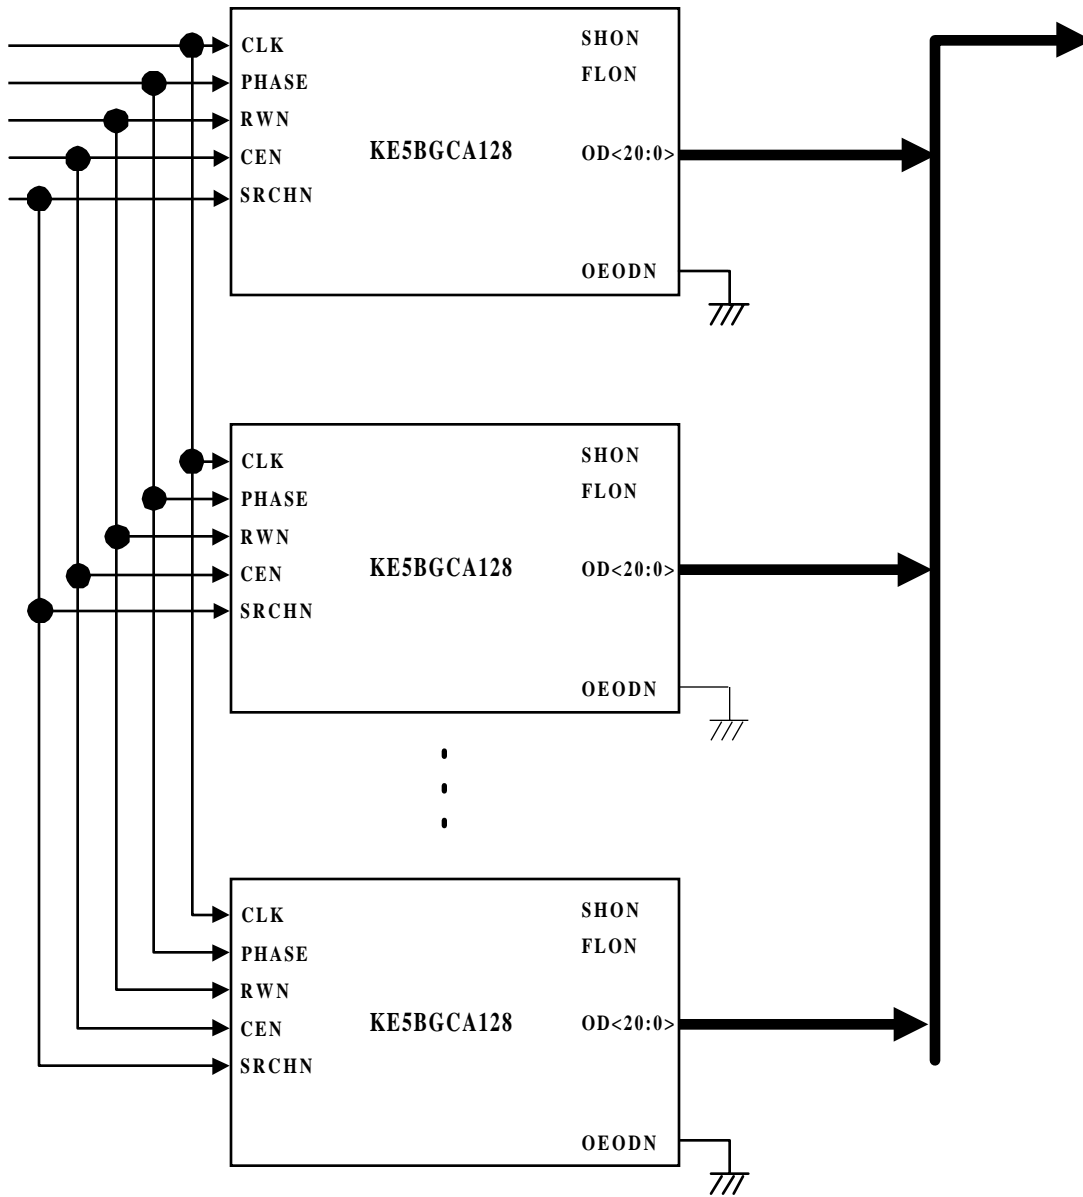 CLK
PHASE
RWN
CEN
SRCHN
KE5BGCA128
SHON
FLON
OD<20:0>
OEODN
CLK
PHASE
RWN
CEN
SRCHN
KE5BGCA128
SHON
FLON
OD<20:0>
OEODN
CLK
PHASE
RWN
CEN
SRCHN
KE5BGCA128
SHON
FLON
OD<20:0>
OEODN